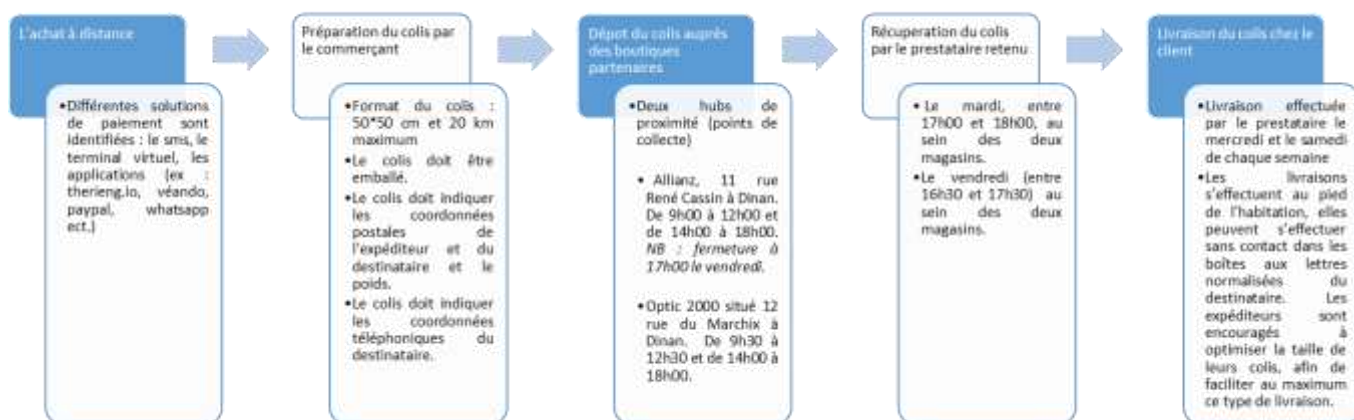 L'achat à distance
•Différentes solutions
de paiement sont
identifiées : le sms, le
terminal virtuel, les
applications (ex :
therieng.io, véando,
paypal, whatsapp
ect.)
Préparation du colis par
le commerçant
•Format du colis :
50*50 cm et 20 km
maximum
•Le colis doit être
emballé.
•Le colis doit indiquer
les coordonnées
postales de
l'expéditeur et du
destinataire et le
poids.
•Le colis doit indiquer
les coordonnées
téléphoniques du
destinataire.
Dépot du colis auprès
des boutiques
partenaires
•Deux hubs de
proximité (points de
collecte)
• Allianz, 11 rue
René Cassin à Dinan.
De 9h00 à 12h00 et
de 14h00 à 18h00.
NB : fermeture à
17h00 le vendredi.
•Optic 2000 situé 12
rue du Marchix à
Dinan. De 9h30 à
12h30 et de 14h00 à
18h00.
Récuperation du colis
par le prestataire retenu
• Le mardi, entre
17h00 et 18h00, au
sein des deux
magasins.
•Le vendredi (entre
16h30 et 17h30) au
sein des deux
magasins.
Livraison du colis chez le
client
•Livraison effectuée
par le prestataire le
mercredi et le samedi
de chaque semaine
•Les livraisons
s'effectuent au pied
de l'habitation, elles
peuvent s'effectuer
sans contact dans les
boîtes aux lettres
normalisées du
destinataire. Les
expéditeurs sont
encouragés à
optimiser la taille de
leurs colis, afin de
faciliter au maximum
ce type de livraison.